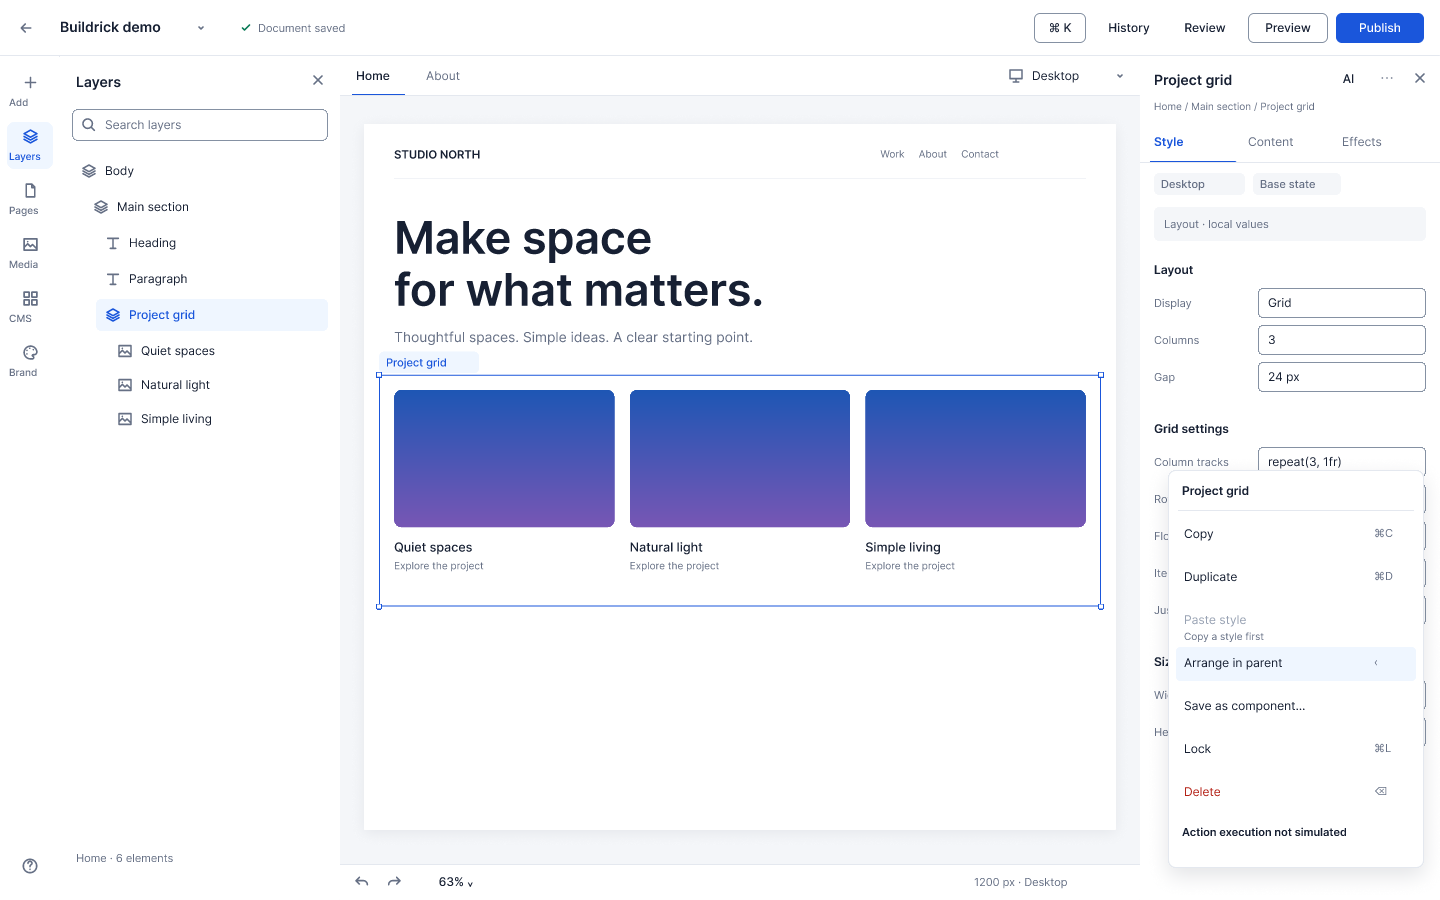 Buildrick demo
Document saved
⌘ K
History
Review
Preview
Publish
Add
Layers
Pages
Media
CMS
Brand
Layers
Search layers
Body
Main section
Heading
Paragraph
Project grid
Quiet spaces
Natural light
Simple living
Home · 6 elements
Home
About
Desktop
STUDIO NORTH
Work
About
Contact
Make space
for what matters.
Thoughtful spaces. Simple ideas. A clear starting point.
Project grid
Quiet spaces
Explore the project
Natural light
Explore the project
Simple living
Explore the project
63%
1200 px · Desktop
Project grid
AI
Home / Main section / Project grid
Style
Content
Effects
Desktop
Base state
Layout · local values
Layout
Display
Grid
Columns
3
Gap
24 px
Grid settings
Column tracks
repeat(3, 1fr)
Project grid
Copy
⌘C
Duplicate
⌘D
Paste style
Copy a style first
Arrange in parent
Save as component...
Lock
⌘L
Delete
⌫
Action execution not simulated